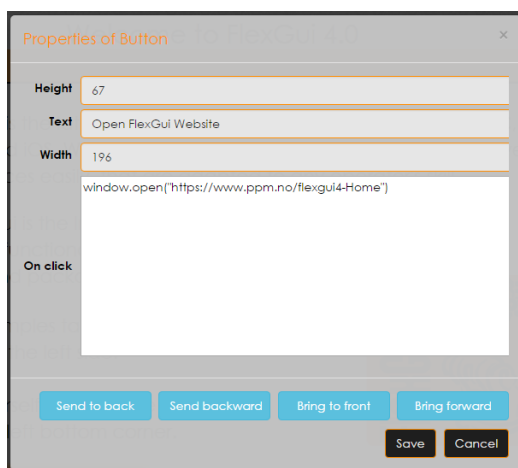 Properties of Button ×
Height 67
Text Open FlexGui Website
Width 196
window.open("https://www.ppm.no/flexgui4-Home")
On click
Send to back Send backward Bring to front Bring forward
Save Cancel